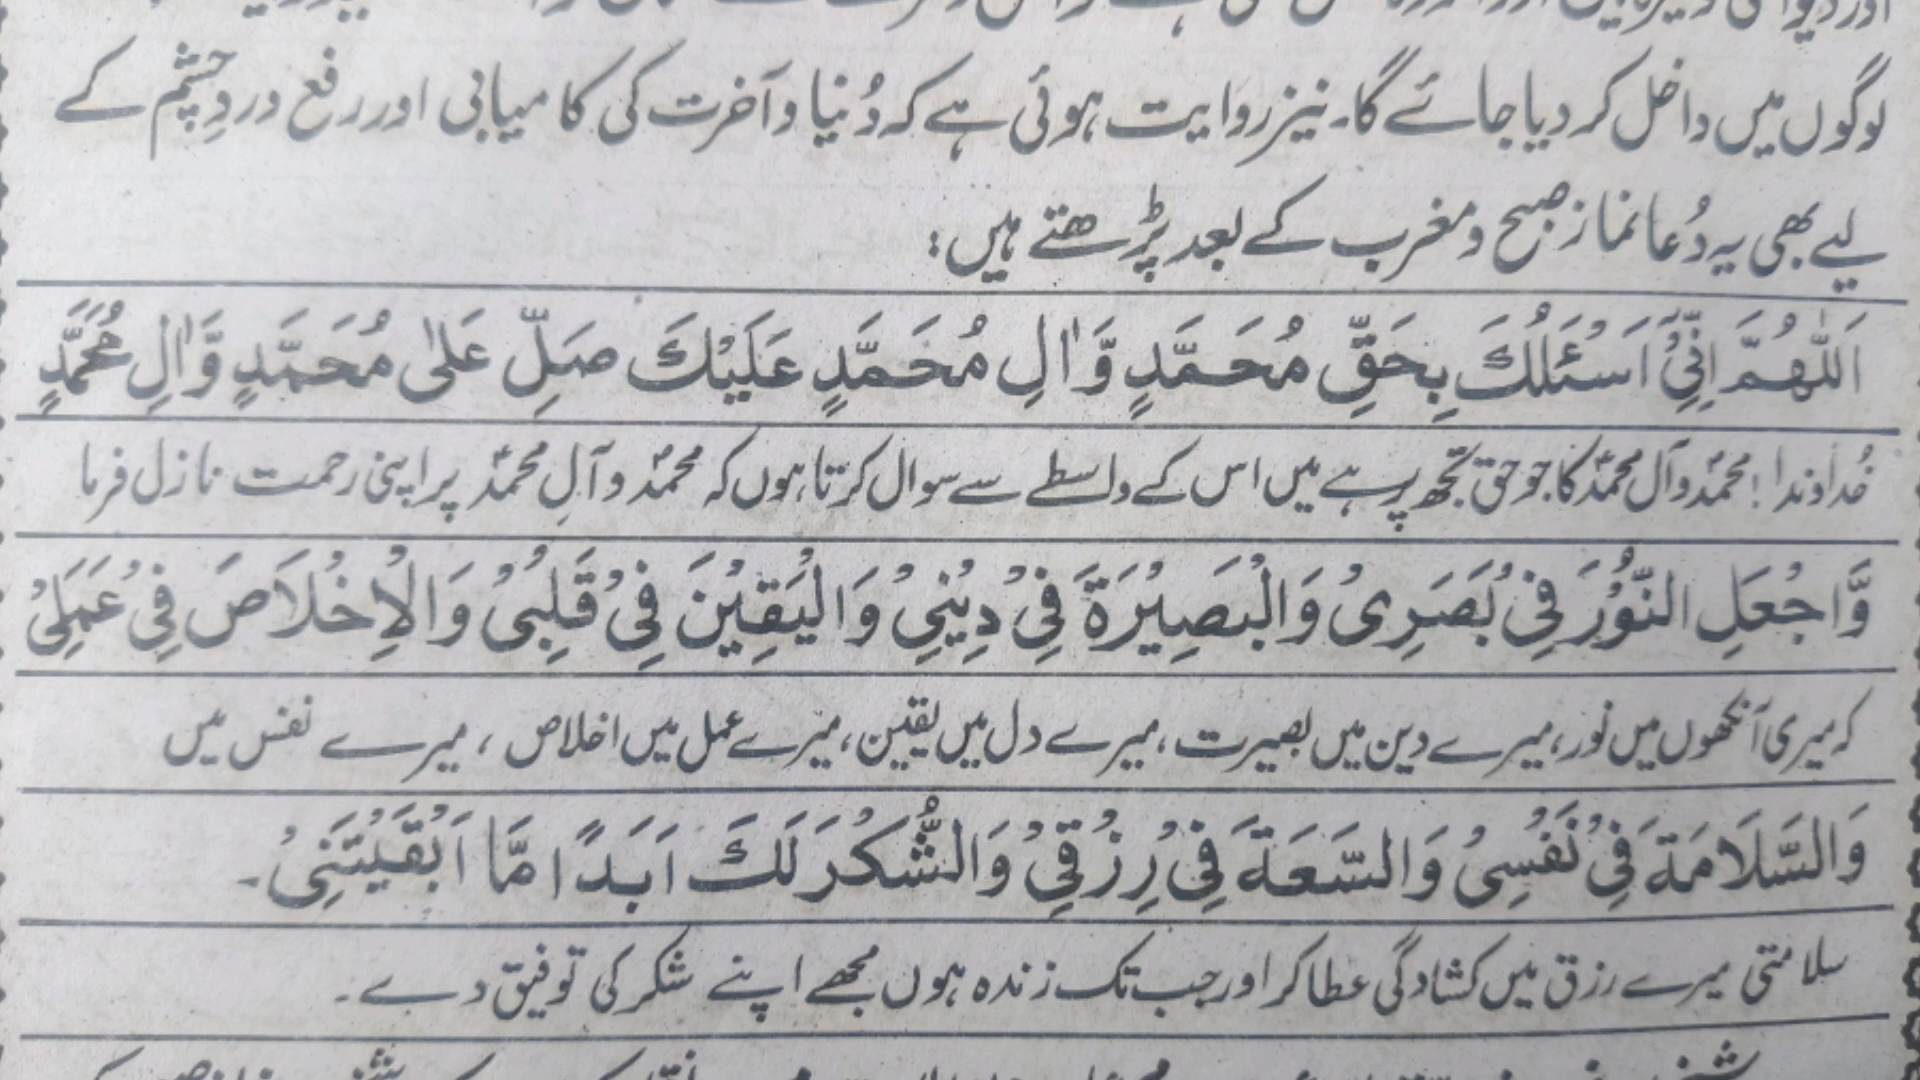 لوگوں میں داخل کر دیا جائے گا۔ نیز روایت ہوئی ہے کہ دُنیا و آخرت کی کامیابی اور رفع دردِ چشم کے
لیے بھی یہ دُعا نماز صبح و مغرب کے بعد پڑھتے ہیں:
اَللّٰهُمَّ اِنِّیْۤ اَسْئَلُكَ بِحَقِّ مُحَمَّدٍ وَّاٰلِ مُحَمَّدٍ عَلَیْكَ صَلِّ عَلٰی مُحَمَّدٍ وَّاٰلِ مُحَمَّدٍ
خُداوندا! محمدؐ و آل محمدؐ کا جو حق تجھ پر ہے میں اس کے واسطے سے سوال کرتا ہوں کہ محمدؐ و آلِ محمدؐ پر اپنی رحمت نازل فرما
وَّاجْعَلِ النُّوْرَ فِیْ بَصَرِیْ وَالْبَصِیْرَةَ فِیْ دِیْنِیْ وَالْیَقِیْنَ فِیْ قَلْبِیْ وَالْاِخْلَاصَ فِیْ عَمَلِیْ
کہ میری آنکھوں میں نور، میرے دین میں بصیرت، میرے دل میں یقین، میرے عمل میں اخلاص، میرے نفس میں
وَالسَّلَامَةَ فِیْ نَفْسِیْ وَالسَّعَةَ فِیْ رِزْقِیْ وَالشُّكْرَ لَكَ اَبَدًا مَّا اَبْقَیْتَنِیْ۔
سلامتی میرے رزق میں کشادگی عطا کر اور جب تک زندہ ہوں مجھے اپنے شکر کی توفیق دے۔